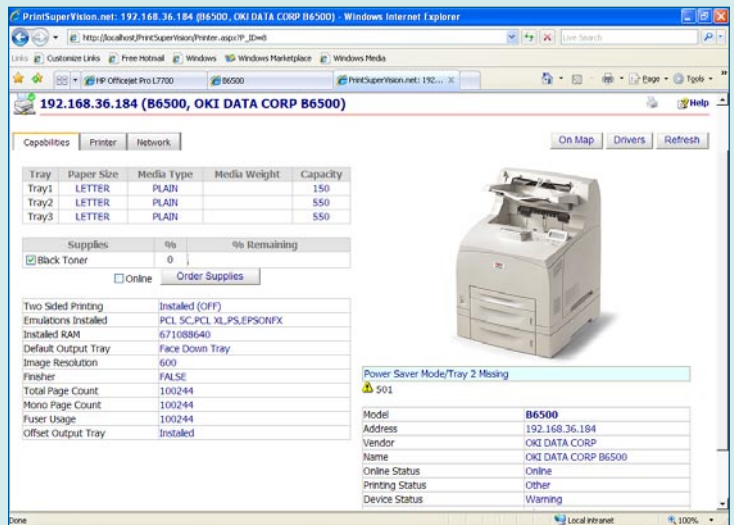 PrintSuperVision.net: 192.168.36.184 (B6500, OKI DATA CORP B6500) - Windows Internet Explorer
http://localhost/PrintSuperVision/Printer.aspx?P_ID=8
Live Search
Links Customize Links Free Hotmail Windows Windows Marketplace Windows Media
HP Officejet Pro L7700 B6500 PrintSuperVision.net: 192... X Page Tools
192.168.36.184 (B6500, OKI DATA CORP B6500) Help
Capabilities Printer Network On Map Drivers Refresh
Tray Paper Size Media Type Media Weight Capacity
Tray1 LETTER PLAIN 150
Tray2 LETTER PLAIN 550
Tray3 LETTER PLAIN 550
Supplies % % Remaining
Black Toner 0
Online Order Supplies
Two Sided Printing Installed (OFF)
Emulations Installed PCL 5C,PCL XL,PS,EPSONFX
Installed RAM 671088640
Default Output Tray Face Down Tray
Image Resolution 600
Finisher FALSE
Total Page Count 100244
Mono Page Count 100244
Fuser Usage 100244
Offset Output Tray Installed
Power Saver Mode/Tray 2 Missing
501
Model B6500
Address 192.168.36.184
Vendor OKI DATA CORP
Name OKI DATA CORP B6500
Online Status Online
Printing Status Other
Device Status Warning
Done Local intranet 100%